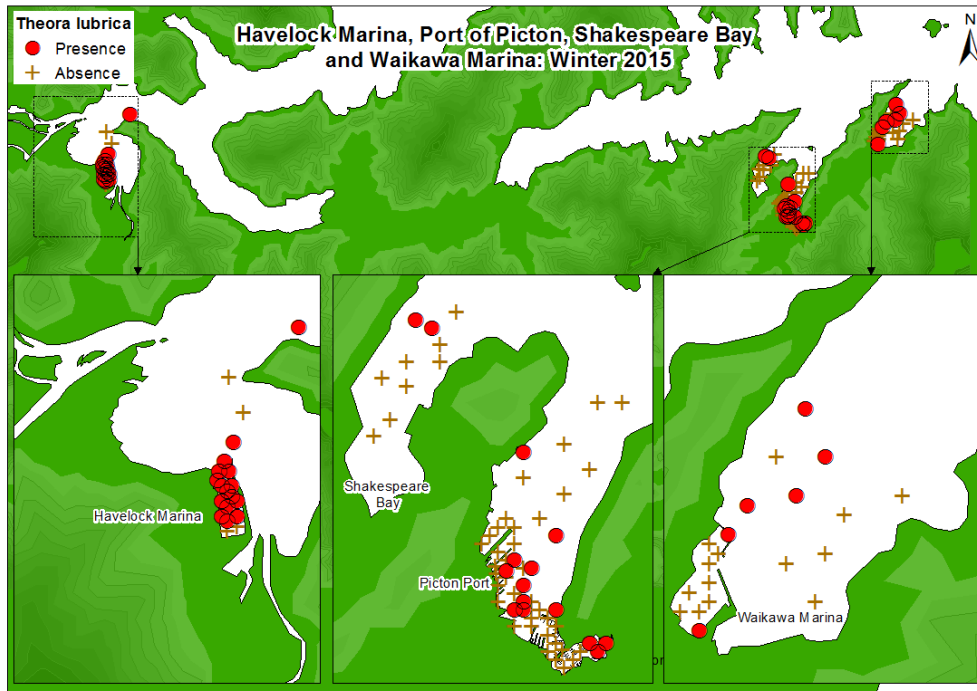 Theora lubrica
Presence
Absence
Havelock Marina, Port of Picton, Shakespeare Bay
and Waikawa Marina: Winter 2015
N
Havelock Marina
Shakespeare
Bay
Picton Port
Waikawa Marina